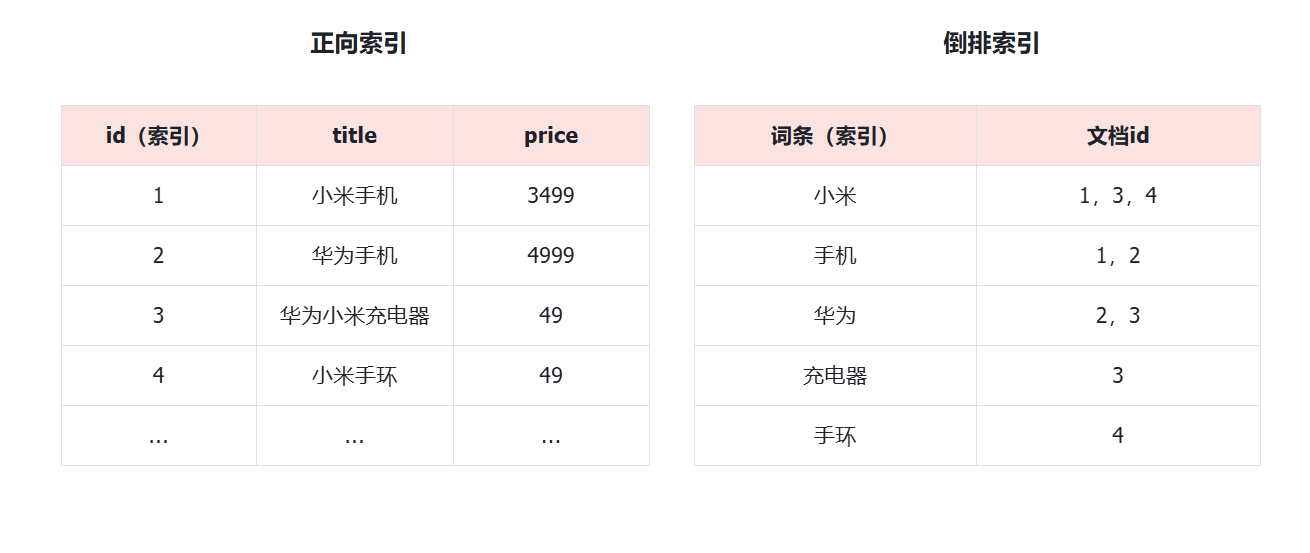 正向索引
id（索引） title price
1 小米手机 3499
2 华为手机 4999
3 华为小米充电器 49
4 小米手环 49
... ... ...
倒排索引
词条（索引） 文档id
小米 1，3，4
手机 1，2
华为 2，3
充电器 3
手环 4